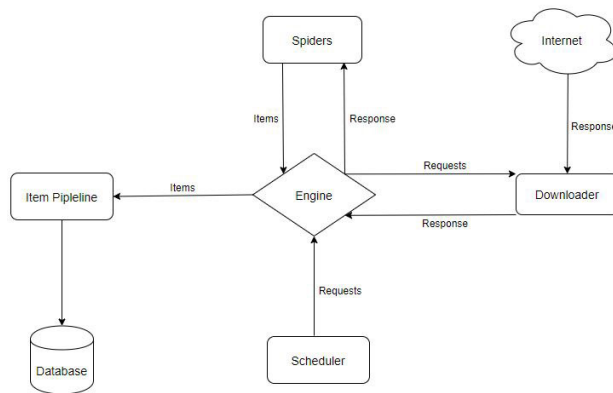 Spiders
Internet
Items
Response
Response
Requests
Items
Item Pipleline
Engine
Downloader
Response
Requests
Scheduler
Database